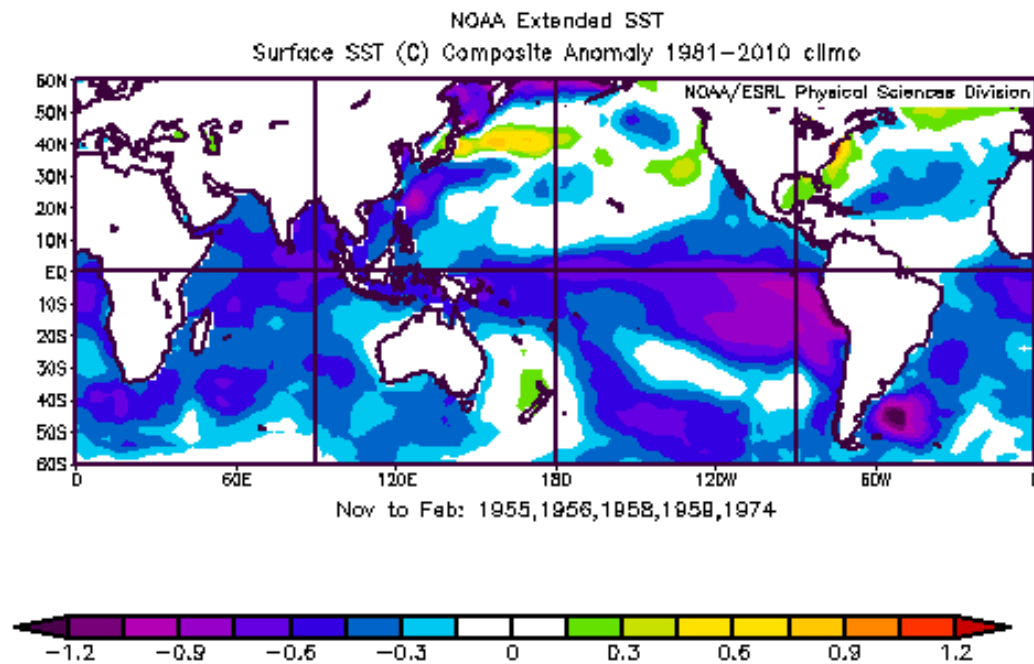 NOAA Extended SST
Surface SST (C) Composite Anomaly 1981-2010 climo
60N
NOAA/ESRL Physical Sciences Division
50N
40N
30N
20N
10N
EQ
10S
20S
30S
40S
50S
60S
0 60E 120E 180 120W 60W 0
Nov to Feb: 1955,1956,1958,1959,1974
-1.2 -0.9 -0.6 -0.3 0 0.3 0.6 0.9 1.2